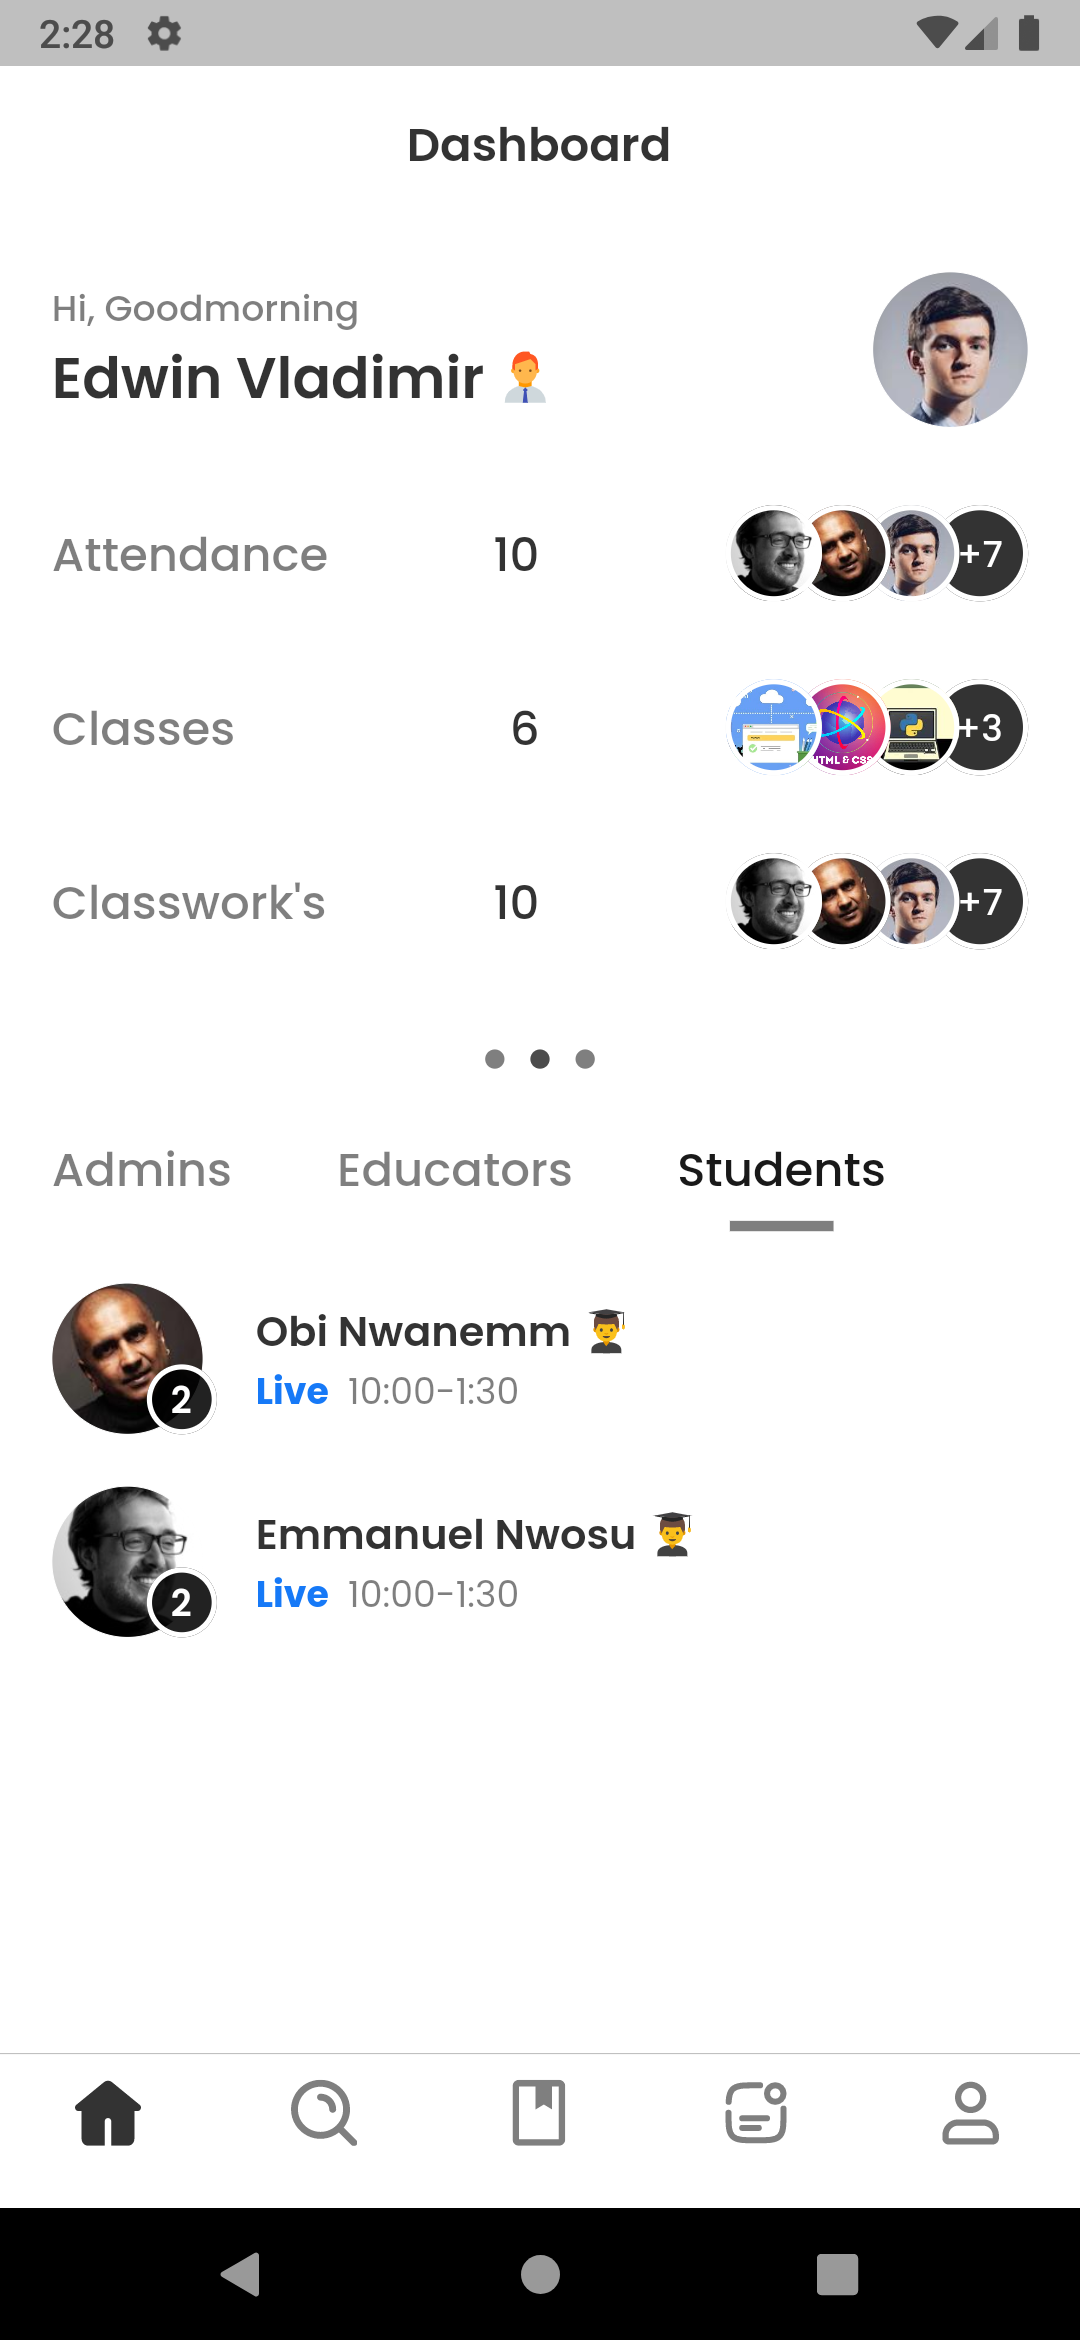 2:28
Dashboard
Hi, Goodmorning
Edwin Vladimir
Attendance 10 +7
Classes 6 HTML & CSS +3
Classwork's 10 +7
Admins Educators Students
Obi Nwanemm
2 Live 10:00-1:30
Emmanuel Nwosu
2 Live 10:00-1:30